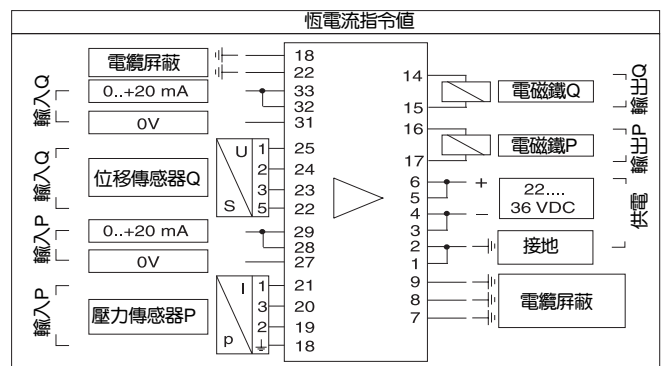 恆電流指令值
電纜屏蔽
18
22
輸入Q
0..+20 mA
33
32
0V
31
輸入Q
位移傳感器Q
U
S
1
25
2
24
3
23
5
22
輸入P
0..+20 mA
29
28
0V
27
輸入P
壓力傳感器P
I
p
1
21
3
20
2
19
18
14
電磁鐵Q
15
輸出Q
16
電磁鐵P
17
輸出P
6
+
5
22....
36 VDC
4
–
3
供電
2
接地
1
9
8
電纜屏蔽
7